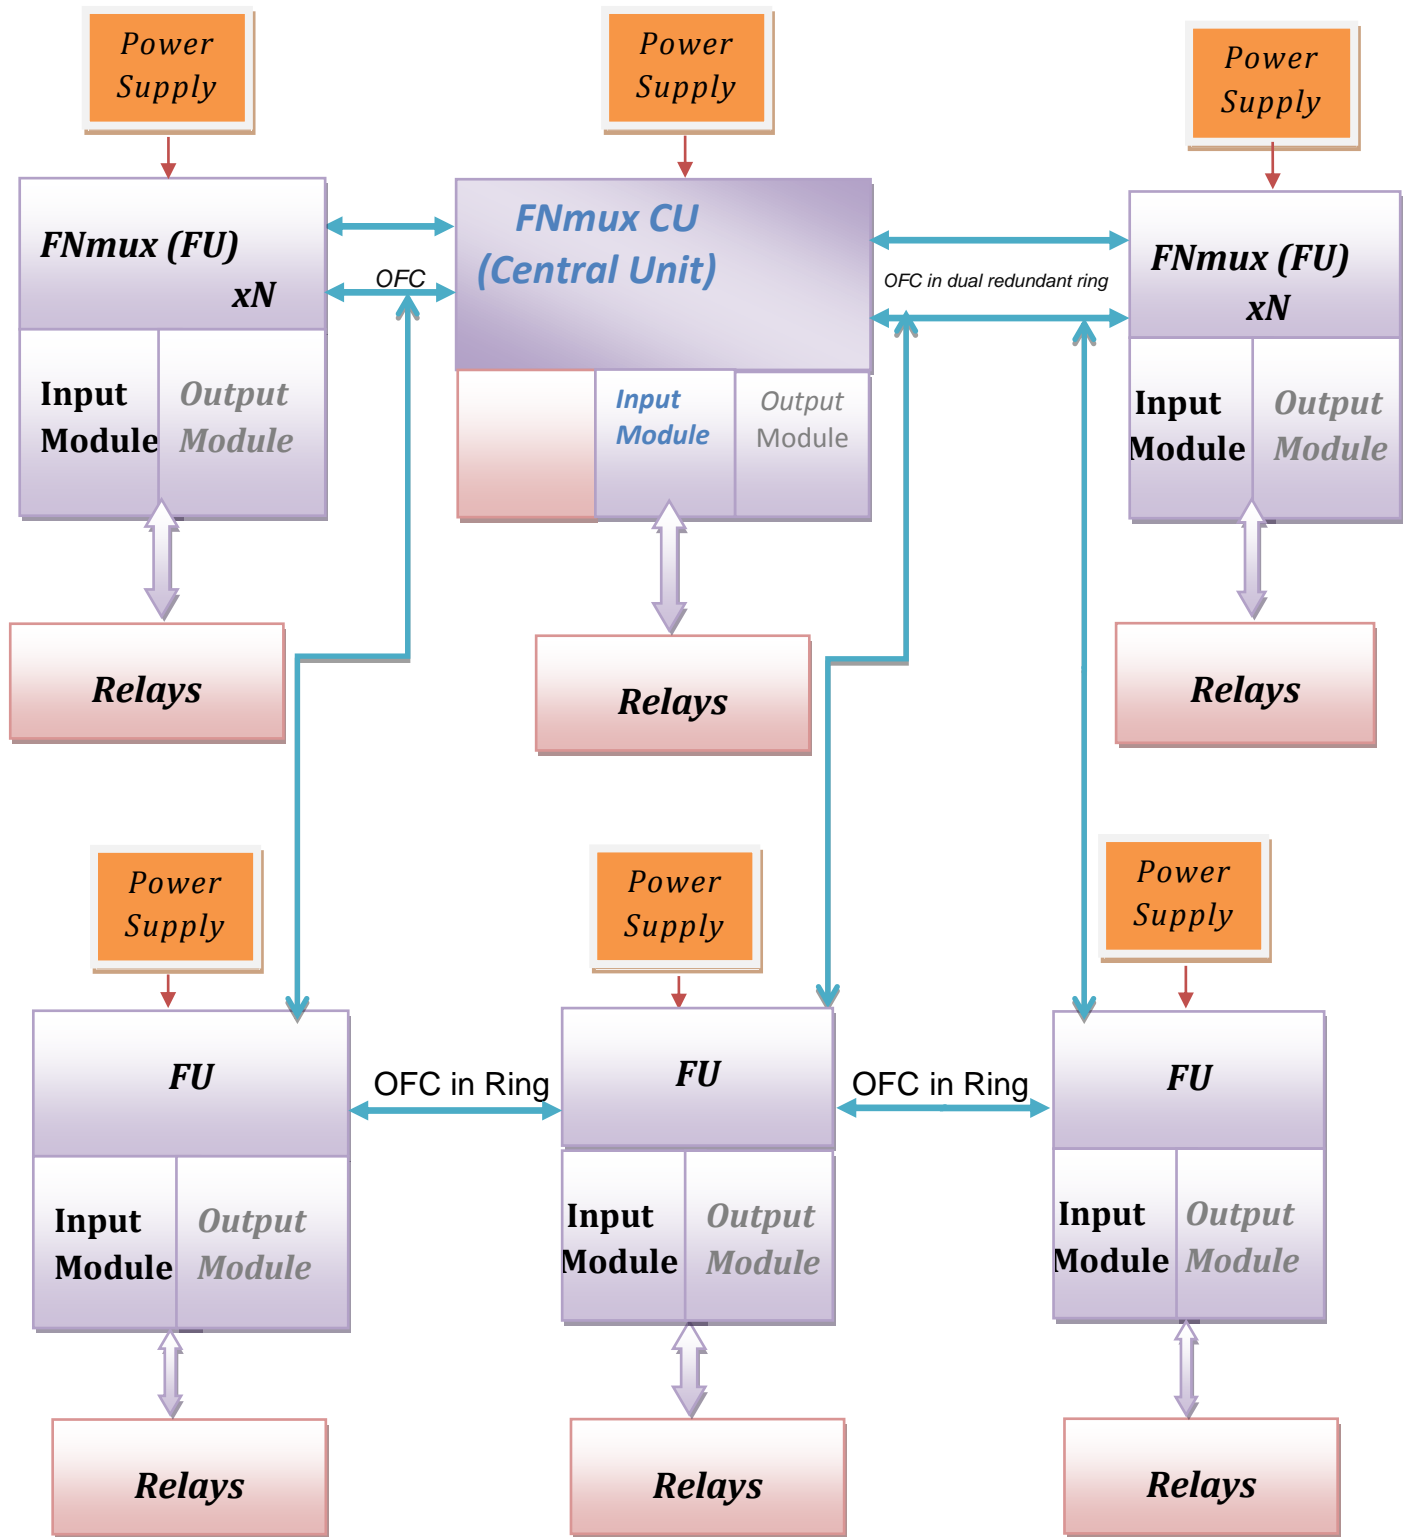 Power
Supply
Power
Supply
Power
Supply
FNmux (FU)
xN
OFC
FNmux CU
(Central Unit)
OFC in dual redundant ring
FNmux (FU)
xN
Input
Module
Output
Module
Input
Module
Output
Module
Input
Module
Output
Module
Relays
Relays
Relays
Power
Supply
Power
Supply
Power
Supply
FU
OFC in Ring
FU
OFC in Ring
FU
Input
Module
Output
Module
Input
Module
Output
Module
Input
Module
Output
Module
Relays
Relays
Relays